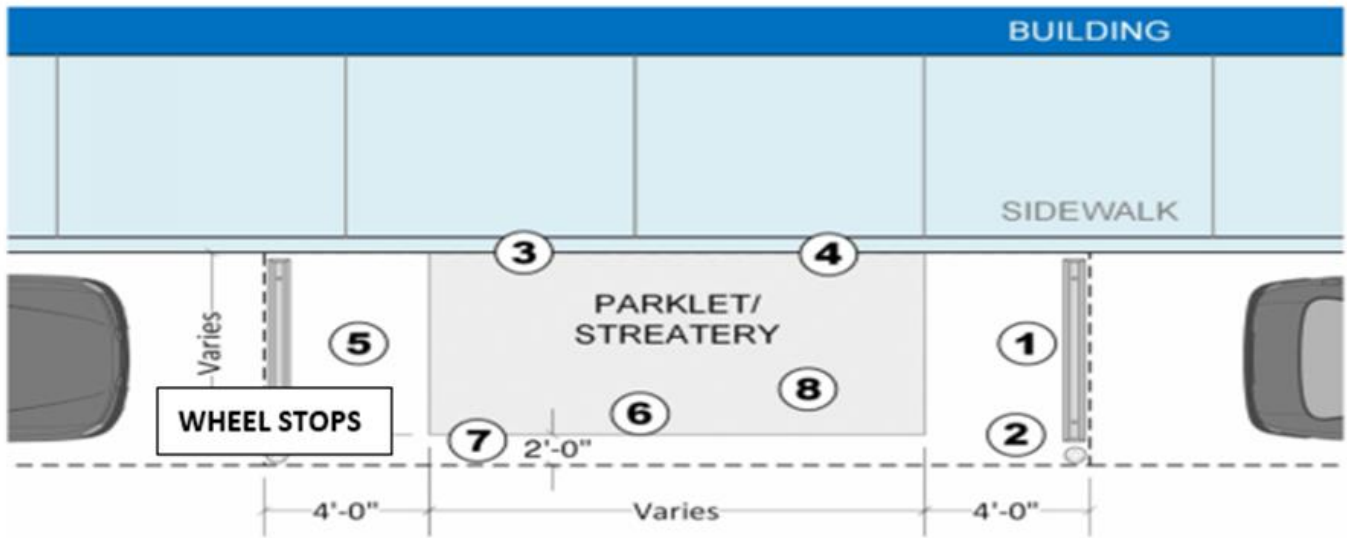 BUILDING
SIDEWALK
3
4
PARKLET/
STREATERY
Varies
5
1
8
6
WHEEL STOPS
7
2'-0"
2
4'-0"
Varies
4'-0"